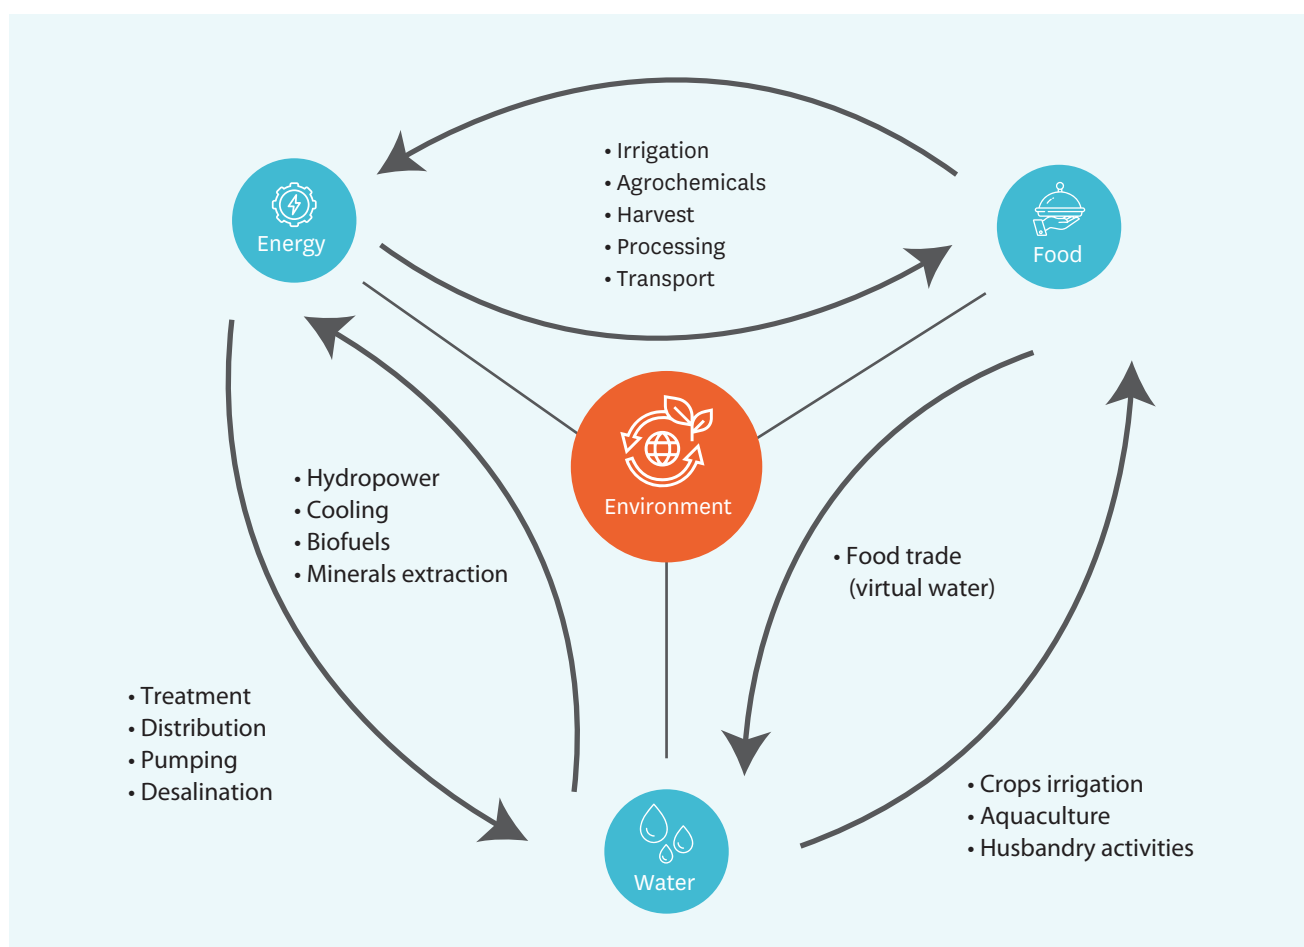 • Irrigation
• Agrochemicals
• Harvest
• Processing
• Transport
Energy
Food
Environment
• Hydropower
• Cooling
• Biofuels
• Minerals extraction
• Food trade
(virtual water)
• Treatment
• Distribution
• Pumping
• Desalination
• Crops irrigation
• Aquaculture
• Husbandry activities
Water